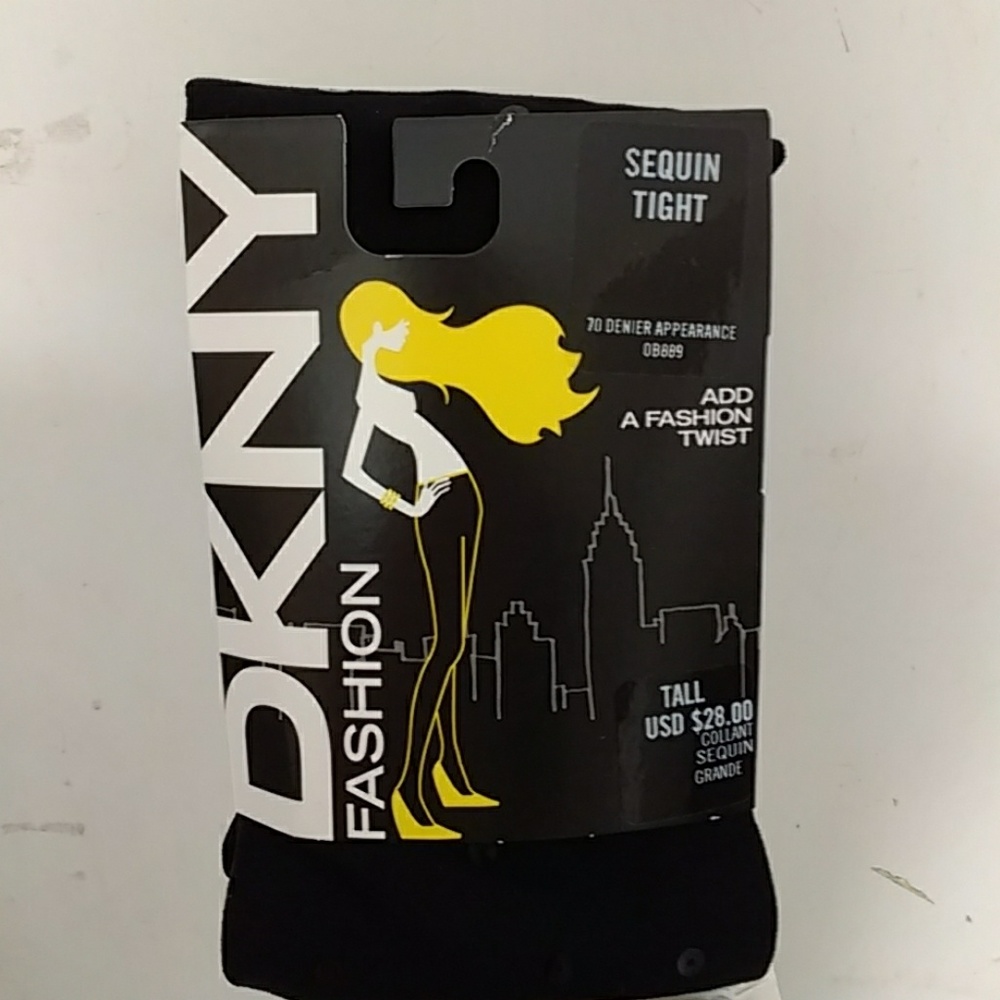 DKNY
FASHION
SEQUIN
TIGHT
70 DENIER APPEARANCE
0B889
ADD
A FASHION
TWIST
TALL
USD $28.00
COLLANT
SEQUIN
GRANDE